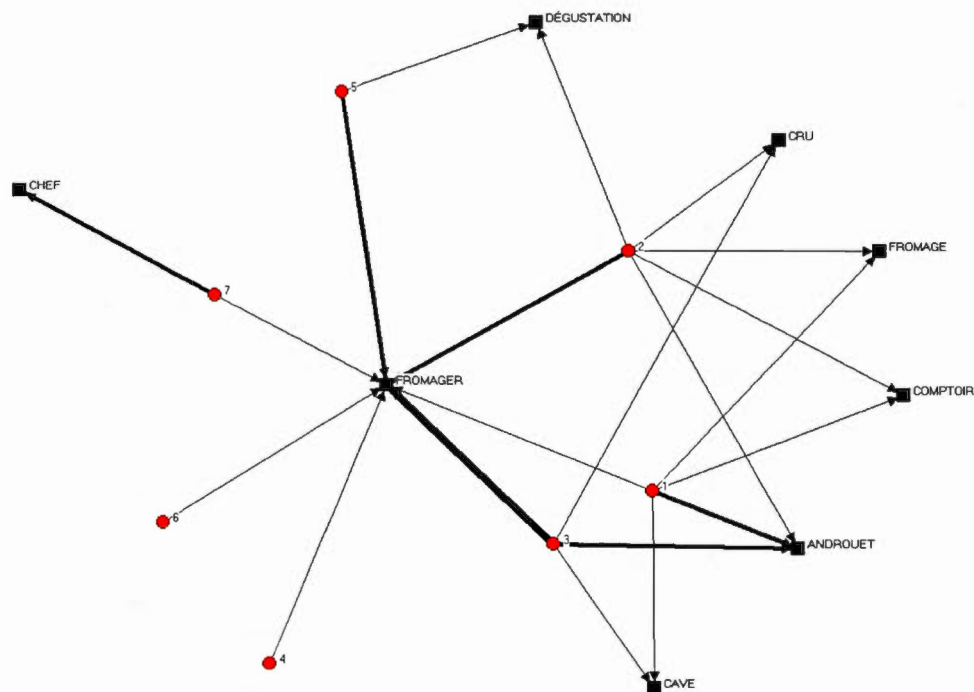 DÉGUSTATION
5
CRU
CHEF
2
FROMAGE
7
FROMAGER
COMPTOIR
1
6
3
ANDROUET
4
CAVE